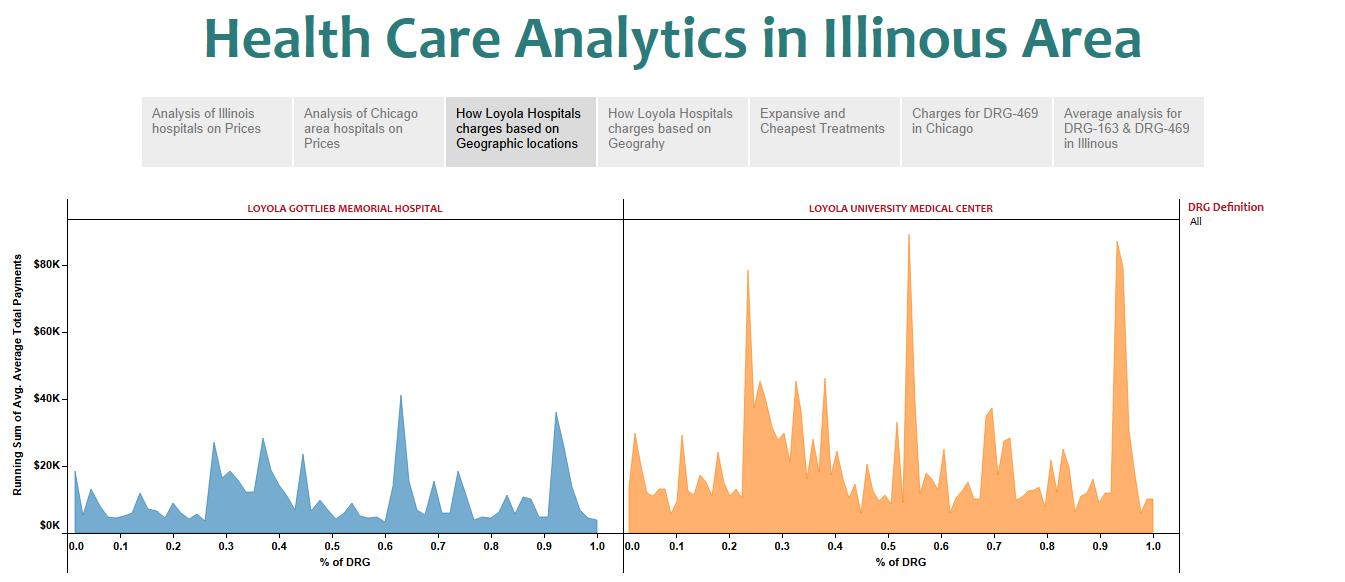 Health Care Analytics in Illinous Area
Analysis of Illinois
hospitals on Prices
Analysis of Chicago
area hospitals on
Prices
How Loyola Hospitals
charges based on
Geographic locations
How Loyola Hospitals
charges based on
Geograhy
Expansive and
Cheapest Treatments
Charges for DRG-469
in Chicago
Average analysis for
DRG-163 & DRG-469
in Illinous
LOYOLA GOTTLIEB MEMORIAL HOSPITAL
LOYOLA UNIVERSITY MEDICAL CENTER
DRG Definition
All
Running Sum of Avg. Average Total Payments
$80K
$60K
$40K
$20K
$0K
0.0 0.1 0.2 0.3 0.4 0.5 0.6 0.7 0.8 0.9 1.0
0.0 0.1 0.2 0.3 0.4 0.5 0.6 0.7 0.8 0.9 1.0
% of DRG
% of DRG